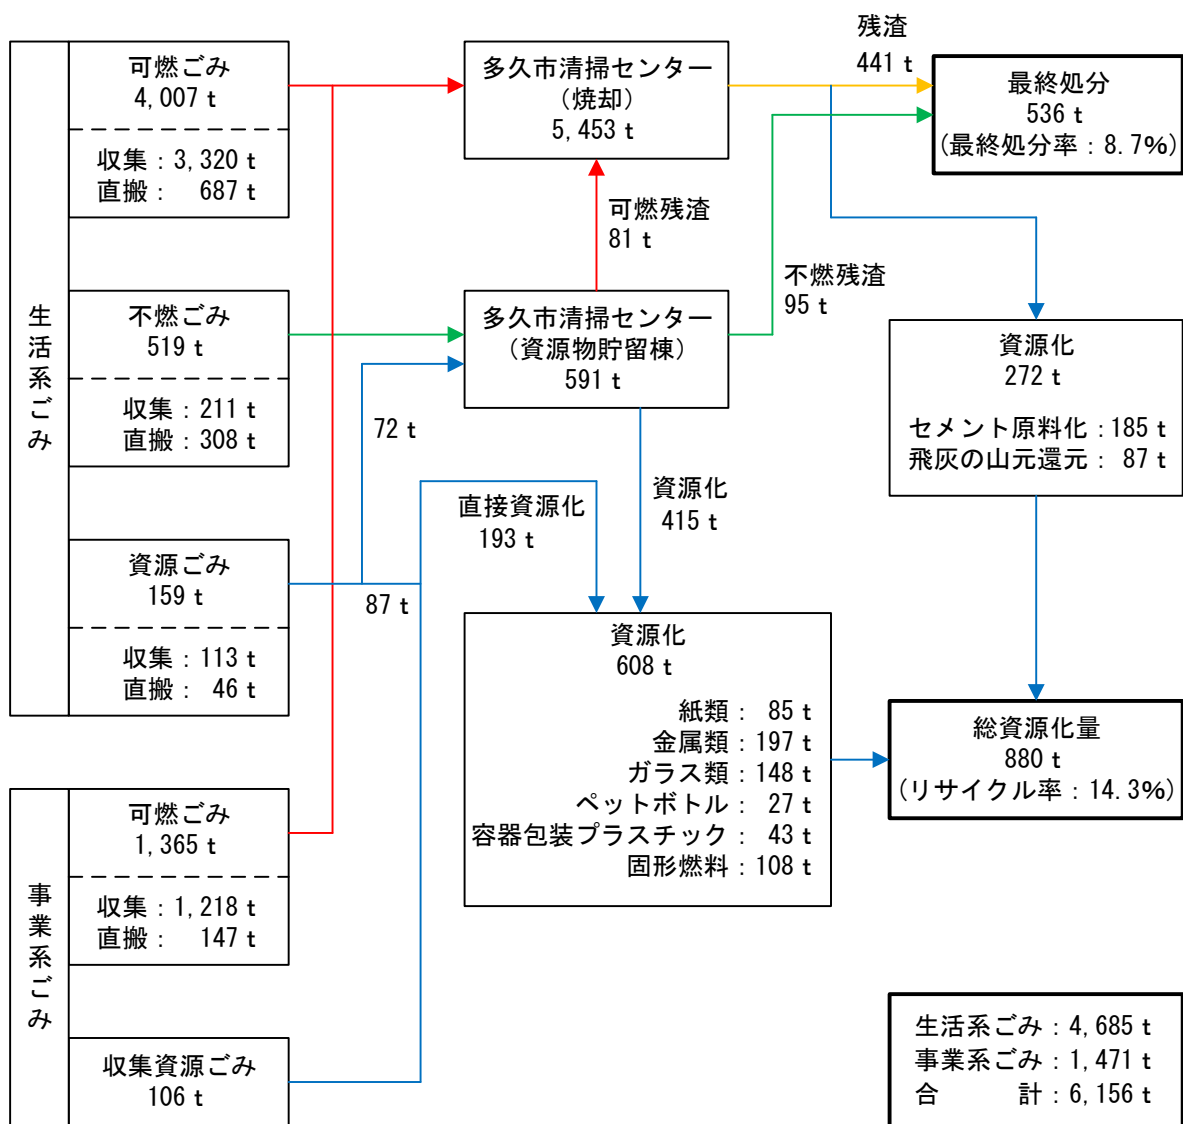 生活系ごみ
可燃ごみ
4,007 t
収集：3,320 t
直搬： 687 t
不燃ごみ
519 t
収集：211 t
直搬：308 t
資源ごみ
159 t
収集：113 t
直搬： 46 t
事業系ごみ
可燃ごみ
1,365 t
収集：1,218 t
直搬： 147 t
収集資源ごみ
106 t
多久市清掃センター
（焼却）
5,453 t
可燃残渣
81 t
多久市清掃センター
（資源物貯留棟）
591 t
72 t
87 t
直接資源化
193 t
資源化
415 t
資源化
608 t
紙類： 85 t
金属類：197 t
ガラス類：148 t
ペットボトル： 27 t
容器包装プラスチック： 43 t
固形燃料：108 t
残渣
441 t
不燃残渣
95 t
最終処分
536 t
(最終処分率：8.7%)
資源化
272 t
セメント原料化：185 t
飛灰の山元還元： 87 t
総資源化量
880 t
(リサイクル率：14.3%)
生活系ごみ：4,685 t
事業系ごみ：1,471 t
合　　　計：6,156 t